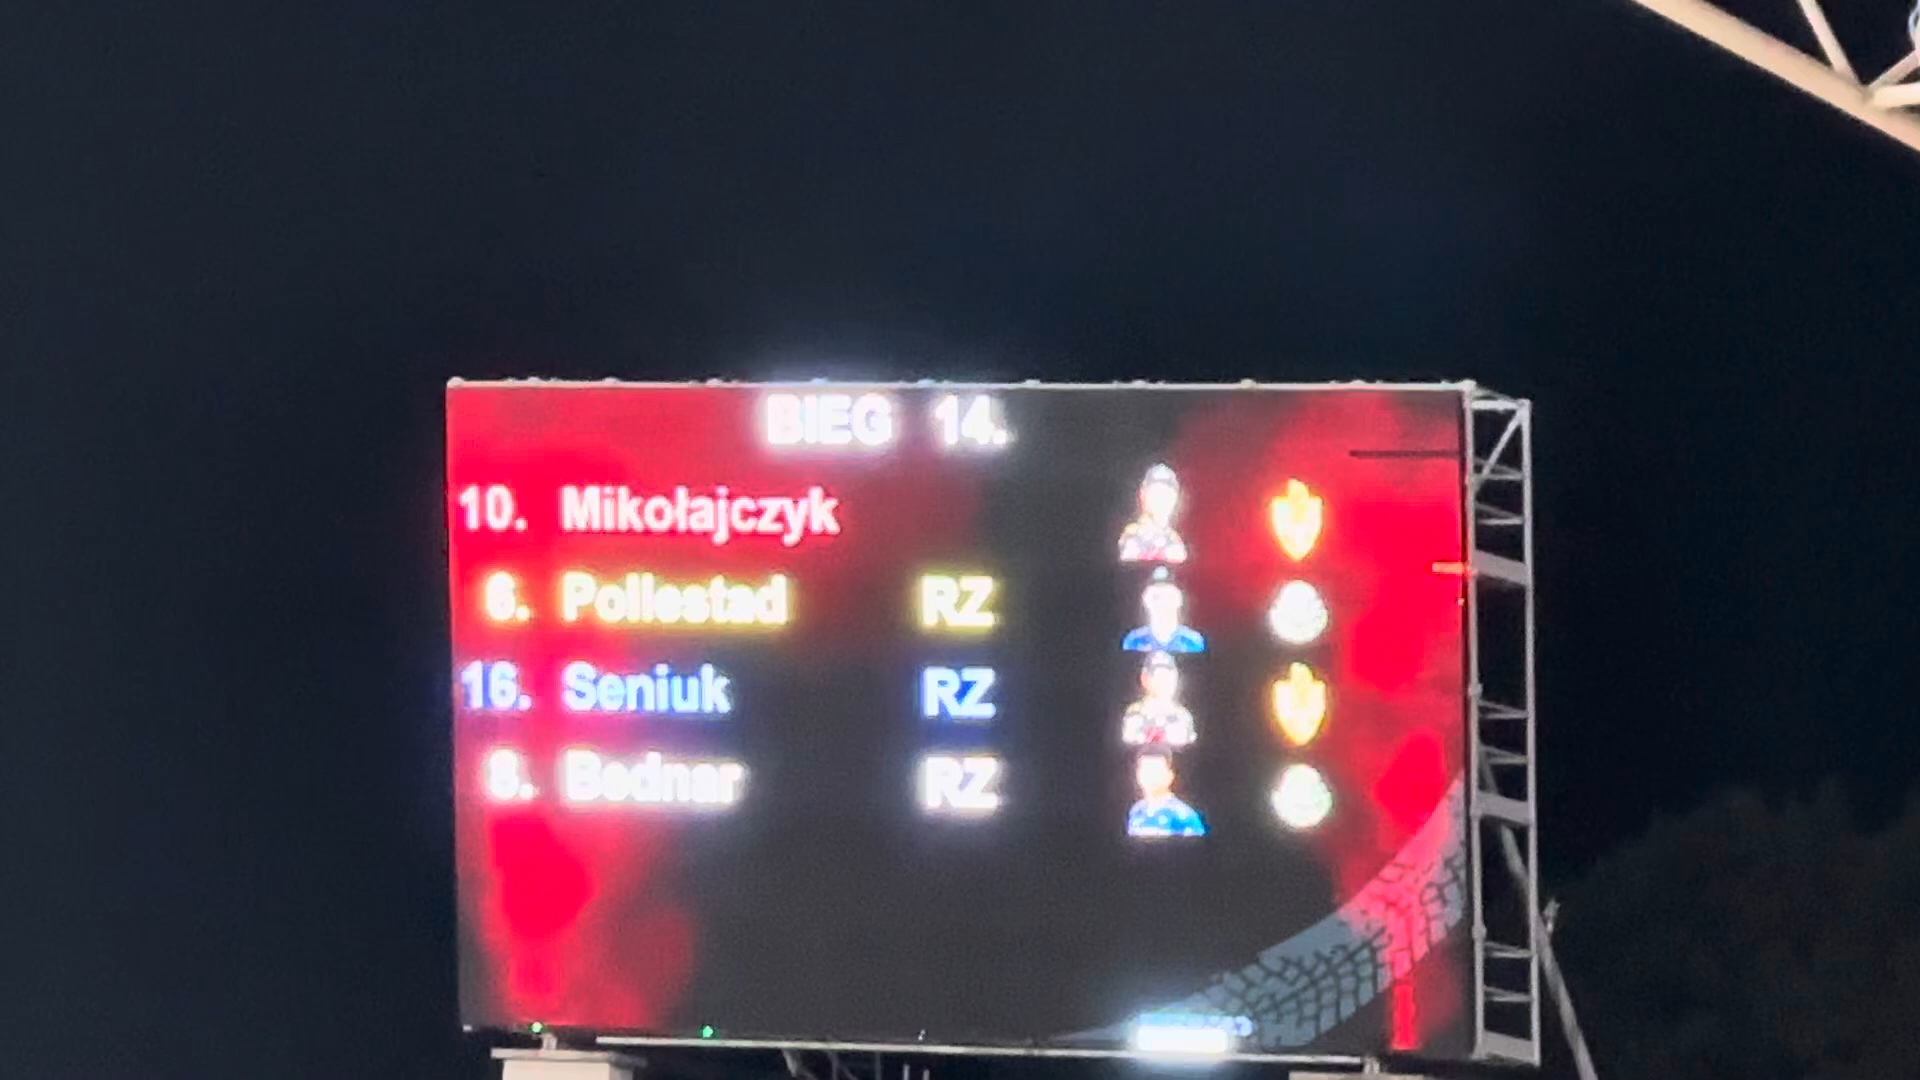 BIEG 14.
10. Mikołajczyk
6. Pollestad RZ
16. Seniuk RZ
8. Bednar RZ